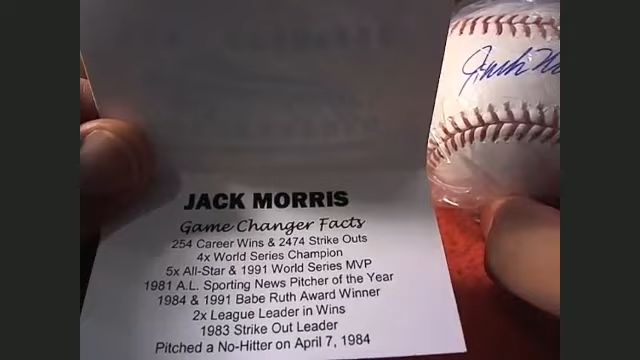 JACK MORRIS
Game Changer Facts
254 Career Wins & 2474 Strike Outs
4x World Series Champion
5x All-Star & 1991 World Series MVP
1981 A.L. Sporting News Pitcher of the Year
1984 & 1991 Babe Ruth Award Winner
2x League Leader in Wins
1983 Strike Out Leader
Pitched a No-Hitter on April 7, 1984
Jack